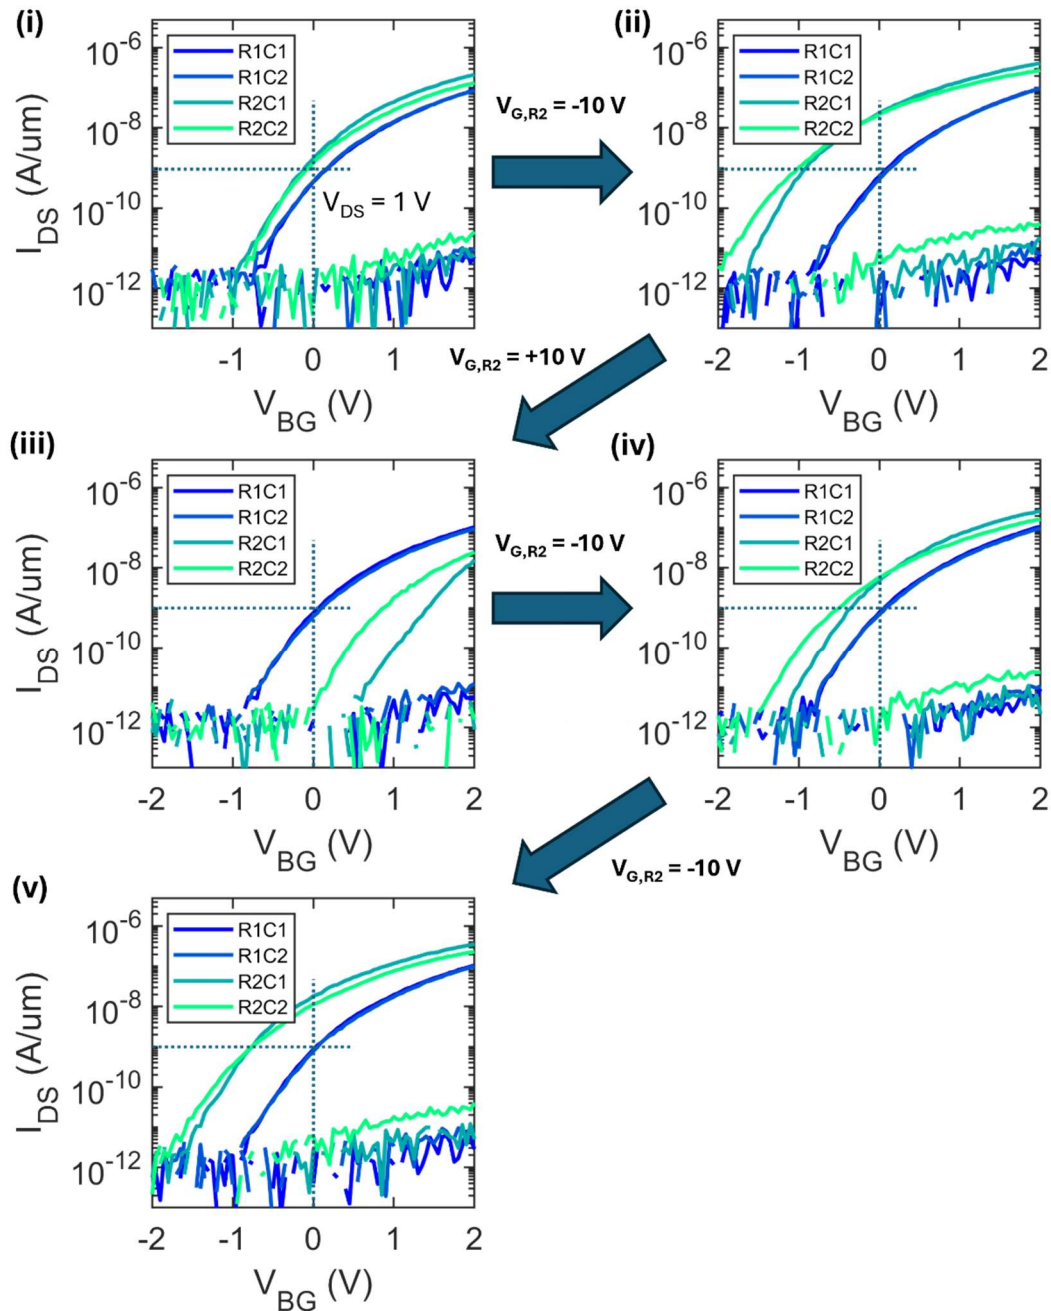 (i)
10^-6
10^-8
10^-10
10^-12
I_DS (A/um)
R1C1
R1C2
R2C1
R2C2
V_DS = 1 V
-1
0
1
2
V_BG (V)
V_G,R2 = -10 V
(ii)
10^-6
10^-8
10^-10
10^-12
I_DS (A/um)
R1C1
R1C2
R2C1
R2C2
-2
-1
0
1
2
V_BG (V)
V_G,R2 = +10 V
(iii)
10^-6
10^-8
10^-10
10^-12
I_DS (A/um)
R1C1
R1C2
R2C1
R2C2
-2
-1
0
1
2
V_BG (V)
V_G,R2 = -10 V
(iv)
10^-6
10^-8
10^-10
10^-12
I_DS (A/um)
R1C1
R1C2
R2C1
R2C2
-2
-1
0
1
2
V_BG (V)
V_G,R2 = -10 V
(v)
10^-6
10^-8
10^-10
10^-12
I_DS (A/um)
R1C1
R1C2
R2C1
R2C2
-2
-1
0
1
2
V_BG (V)